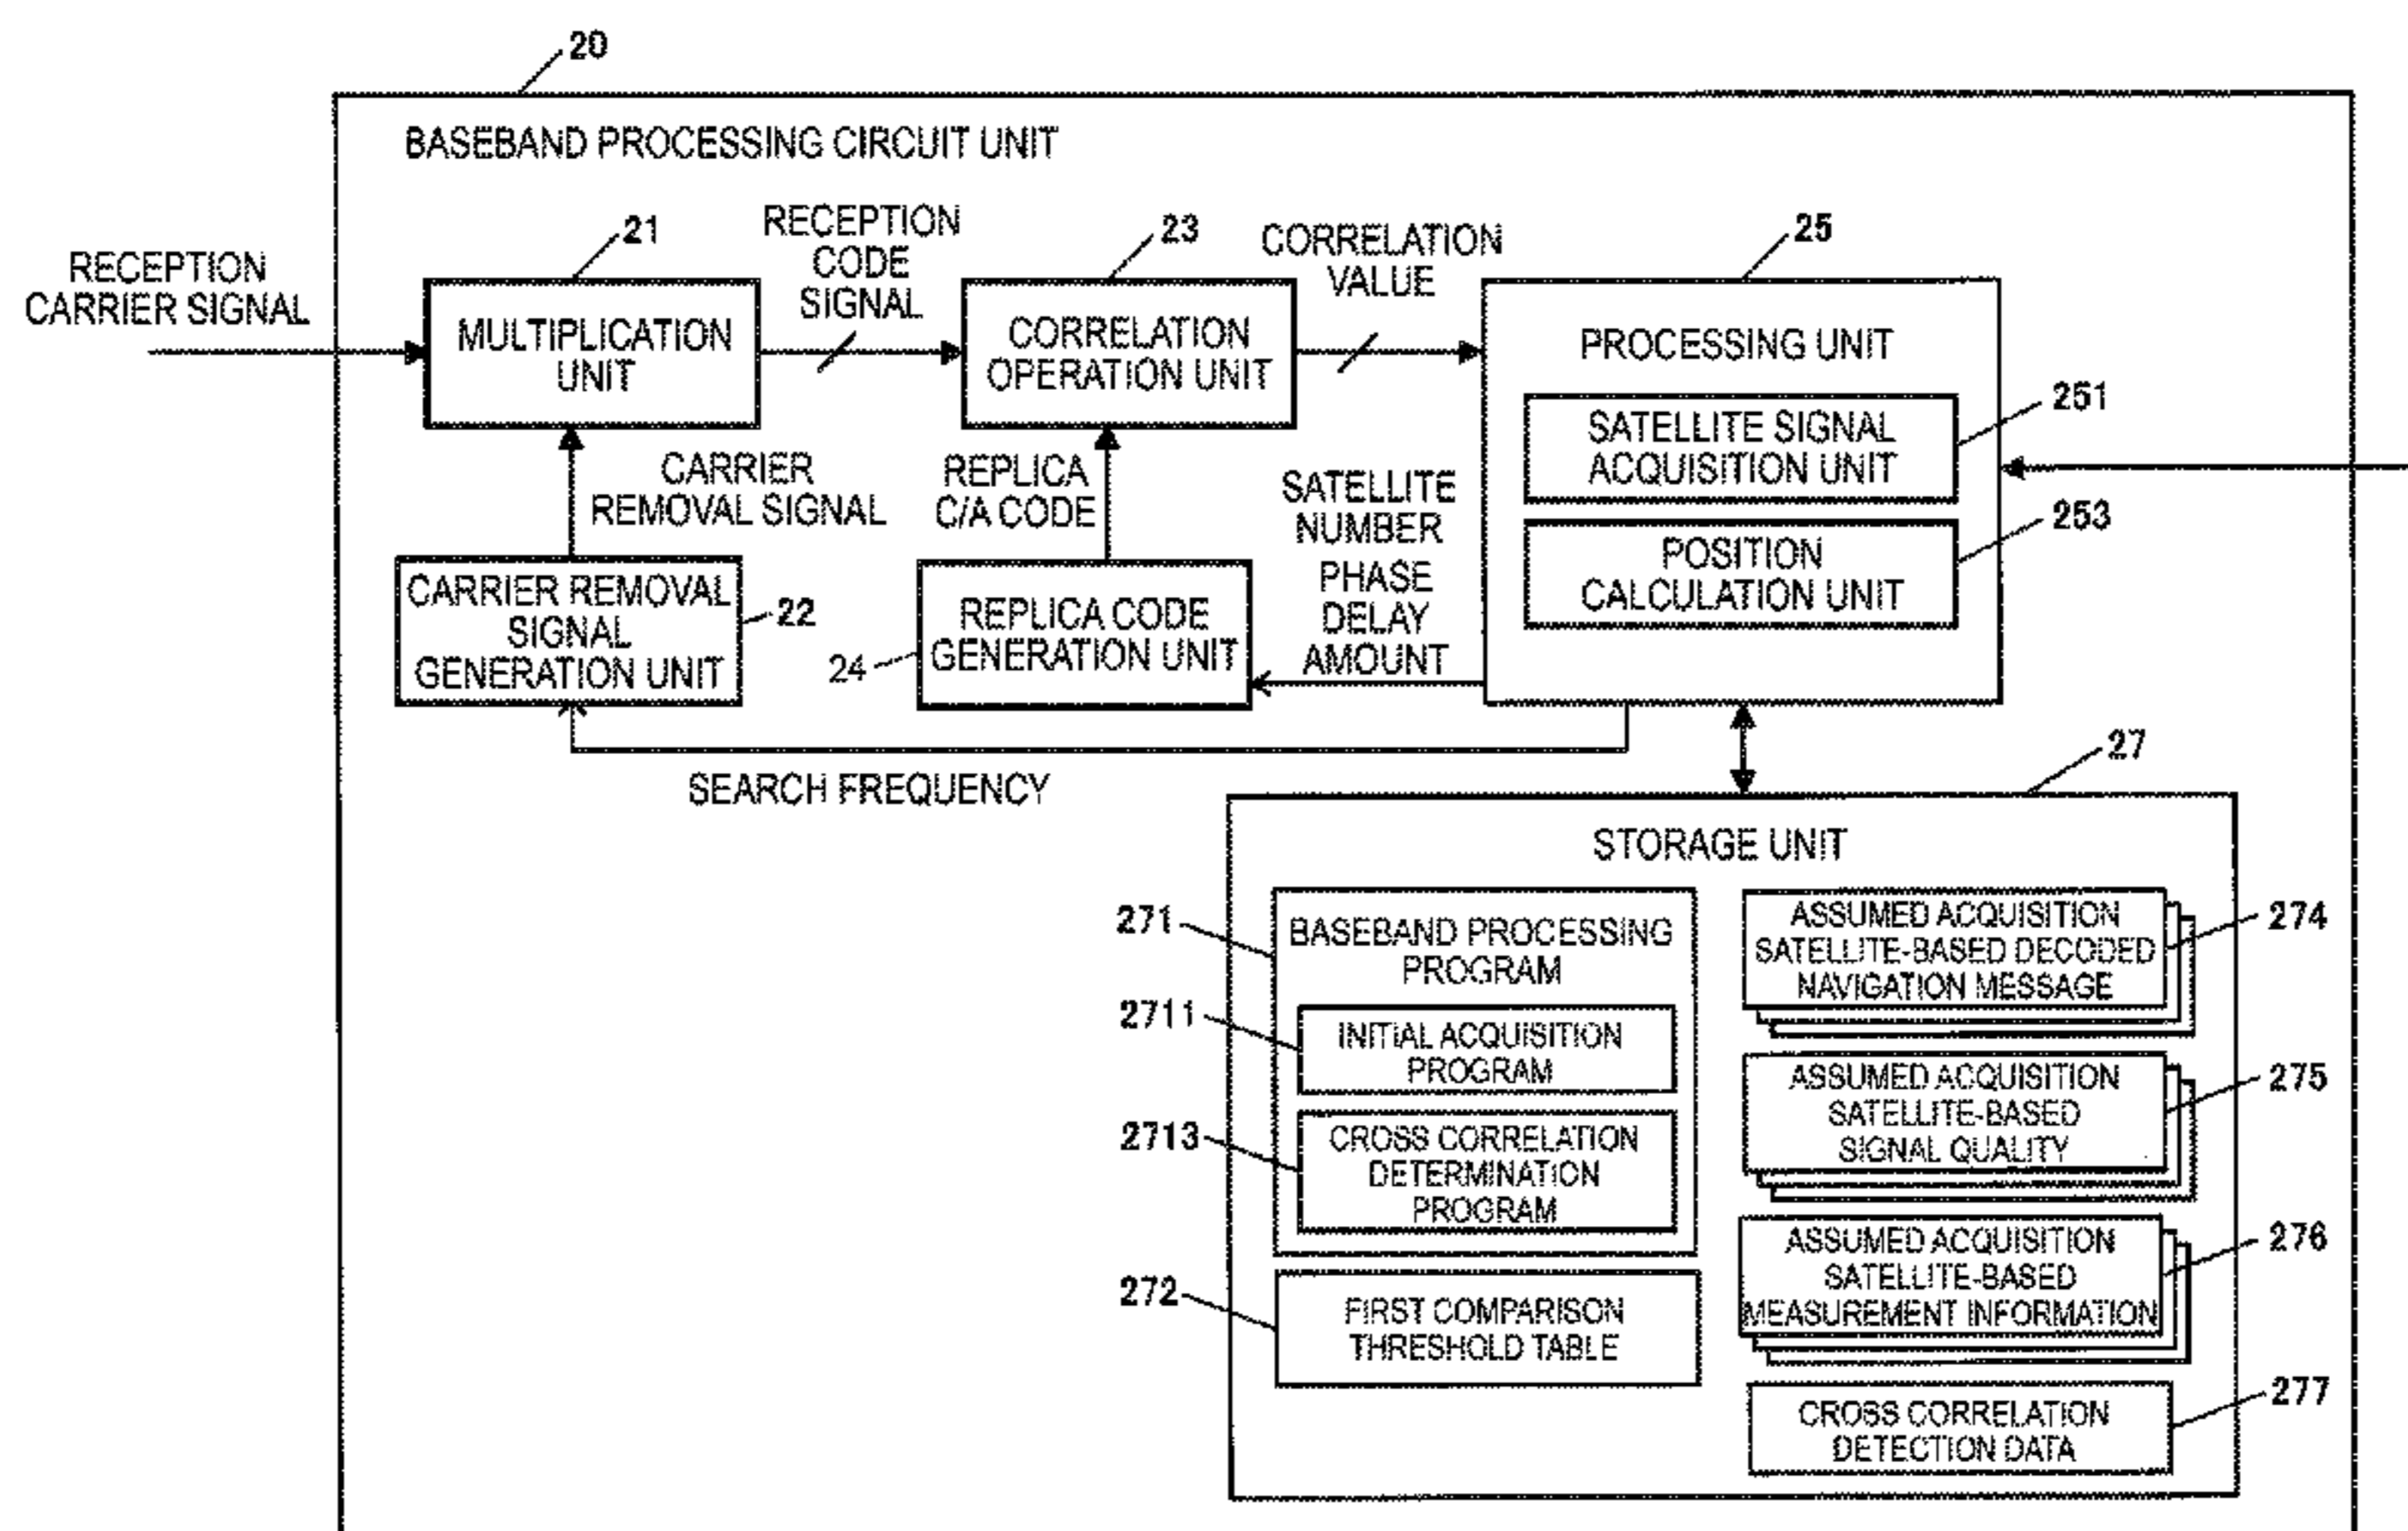 20
BASEBAND PROCESSING CIRCUIT UNIT
RECEPTION
CARRIER SIGNAL
21
MULTIPLICATION
UNIT
RECEPTION
CODE
SIGNAL
23
CORRELATION
OPERATION UNIT
CORRELATION
VALUE
25
PROCESSING UNIT
SATELLITE SIGNAL
ACQUISITION UNIT
251
POSITION
CALCULATION UNIT
253
CARRIER
REMOVAL SIGNAL
REPLICA
C/A CODE
SATELLITE
NUMBER
PHASE
DELAY
AMOUNT
CARRIER REMOVAL
SIGNAL
GENERATION UNIT
22
24
REPLICA CODE
GENERATION UNIT
SEARCH FREQUENCY
27
STORAGE UNIT
271
BASEBAND PROCESSING
PROGRAM
2711
INITIAL ACQUISITION
PROGRAM
2713
CROSS CORRELATION
DETERMINATION
PROGRAM
272
FIRST COMPARISON
THRESHOLD TABLE
ASSUMED ACQUISITION
SATELLITE-BASED DECODED
NAVIGATION MESSAGE
274
ASSUMED ACQUISITION
SATELLITE-BASED
SIGNAL QUALITY
275
ASSUMED ACQUISITION
SATELLITE-BASED
MEASUREMENT INFORMATION
276
CROSS CORRELATION
DETECTION DATA
277